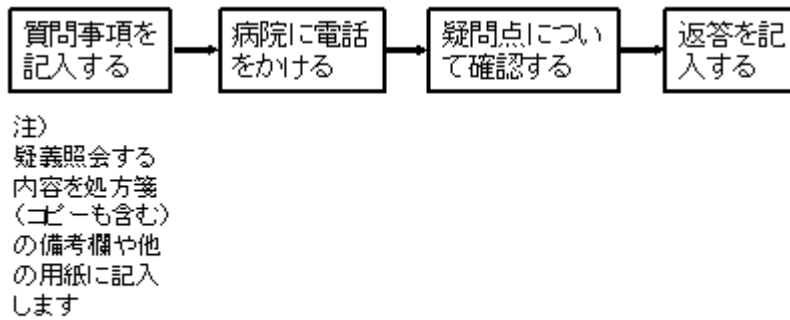 質問事項を
記入する
病院に電話
をかける
疑問点につい
て確認する
返答を記
入する
注)
疑義照会する
内容を処方箋
(コピーも含む)
の備考欄や他
の用紙に記入
します